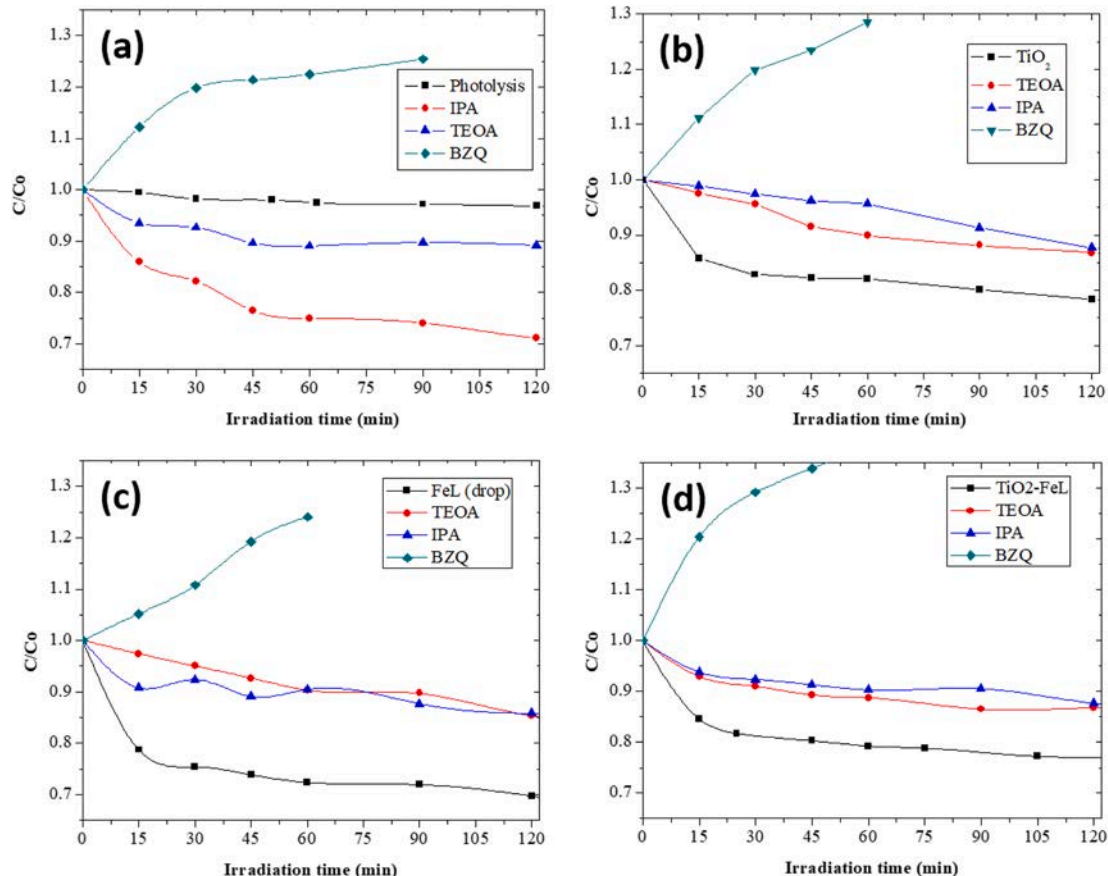 (a)
1.3
1.2
1.1
1.0
0.9
0.8
0.7
C/Co
Photolysis
IPA
TEOA
BZQ
0 15 30 45 60 75 90 105 120
Irradiation time (min)
(b)
1.3
1.2
1.1
1.0
0.9
0.8
0.7
C/Co
TiO₂
TEOA
IPA
BZQ
0 15 30 45 60 75 90 105 120
Irradiation time (min)
(c)
1.3
1.2
1.1
1.0
0.9
0.8
0.7
C/Co
FeL (drop)
TEOA
IPA
BZQ
0 15 30 45 60 75 90 105 120
Irradiation time (min)
(d)
1.3
1.2
1.1
1.0
0.9
0.8
0.7
C/Co
TiO2-FeL
TEOA
IPA
BZQ
0 15 30 45 60 75 90 105 120
Irradiation time (min)